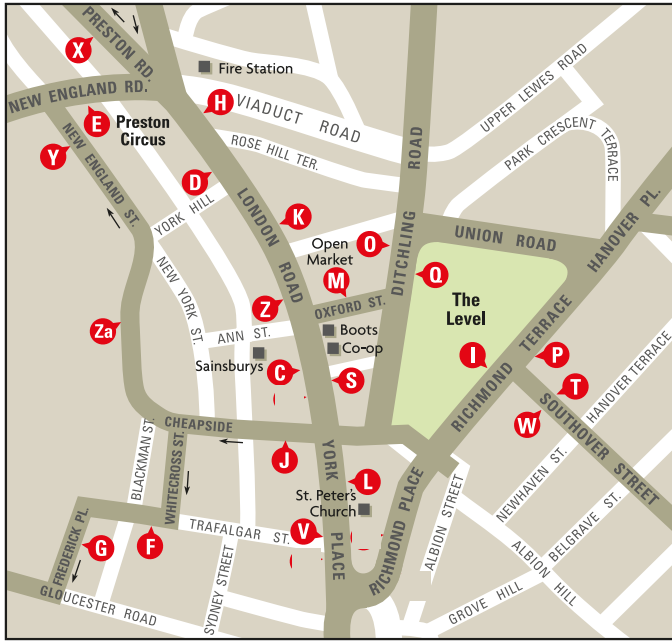 PRESTON RD.
X
Fire Station
NEW ENGLAND RD.
E
Preston
Circus
H
VIADUCT ROAD
UPPER LEWES ROAD
Y
NEW ENGLAND ST.
ROSE HILL TER.
PARK CRESCENT TERRACE
D
YORK HILL
K
LONDON ROAD
DITCHLING ROAD
HANOVER PL.
Open
Market
O
UNION ROAD
M
Q
NEW YORK ST.
Z
OXFORD ST.
The
Level
Za
ANN ST.
Boots
Co-op
Sainsburys
C
S
I
RICHMOND TERRACE
P
T
W
HANOVER TERRACE
SOUTHOVER STREET
CHEAPSIDE
J
YORK PLACE
BLACKMAN ST.
WHITECROSS ST.
L
St. Peter's
Church
RICHMOND PLACE
ALBION STREET
NEWHAVEN ST.
BELGRAVE ST.
FREDERICK PL.
G
F
TRAFALGAR ST.
V
ALBION HILL
GLOUCESTER ROAD
SYDNEY STREET
GROVE HILL